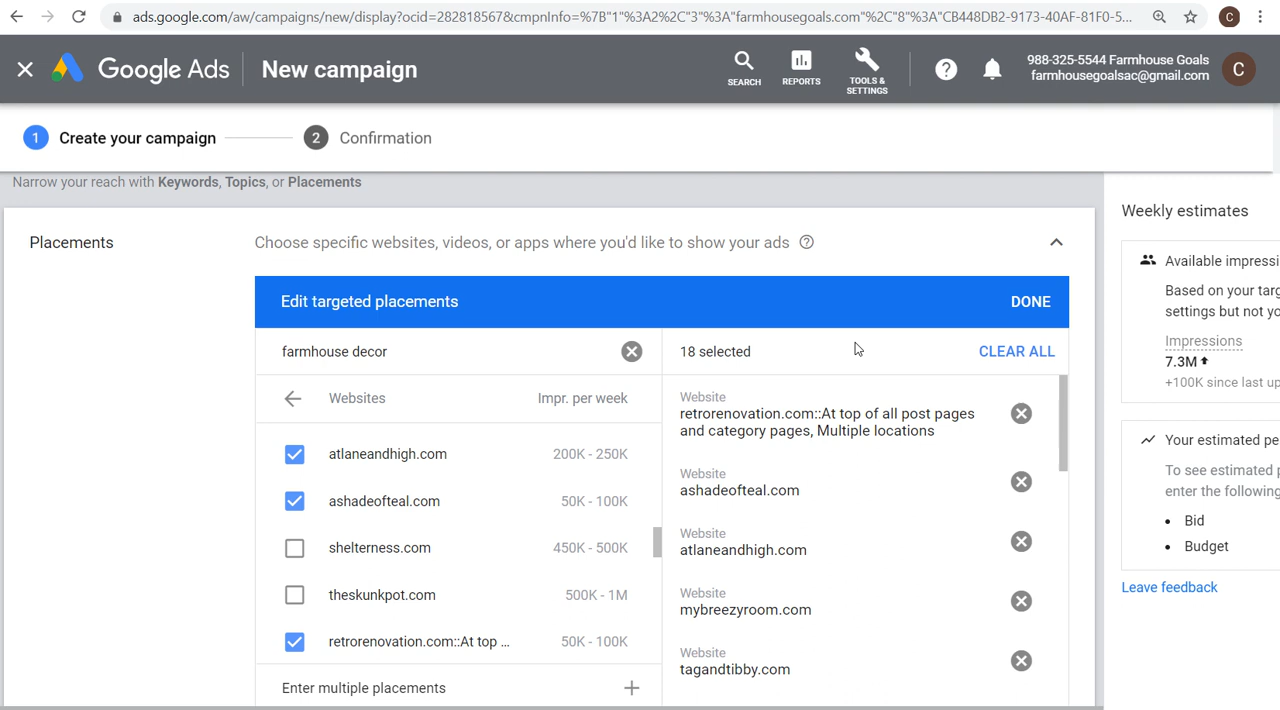 ads.google.com/aw/campaigns/new/display?ocid=282818567&cmpnInfo=%7B"1"%3A2%2C"3"%3A"farmhousegoals.com"%2C"8"%3A"CB448DB2-9173-40AF-81F0-5...
C
Google Ads
New campaign
SEARCH
REPORTS
TOOLS &
SETTINGS
988-325-5544 Farmhouse Goals
farmhousegoalsac@gmail.com
C
1 Create your campaign
2 Confirmation
Narrow your reach with Keywords, Topics, or Placements
Placements
Choose specific websites, videos, or apps where you'd like to show your ads
Edit targeted placements
DONE
farmhouse decor
18 selected
CLEAR ALL
Websites
Impr. per week
atlaneandhigh.com
200K - 250K
ashadeofteal.com
50K - 100K
shelterness.com
450K - 500K
theskunkpot.com
500K - 1M
retrorenovation.com::At top ...
50K - 100K
Enter multiple placements
Website
retrorenovation.com::At top of all post pages
and category pages, Multiple locations
Website
ashadeofteal.com
Website
atlaneandhigh.com
Website
mybreezyroom.com
Website
tagandtibby.com
Weekly estimates
Available impressi
Based on your targ
settings but not yo
Impressions
7.3M
+100K since last up
Your estimated pe
To see estimated p
enter the following
• Bid
• Budget
Leave feedback